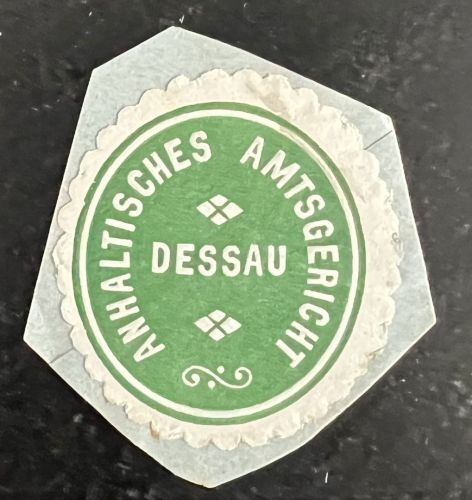 ANHALTISCHES AMTSGERICHT
DESSAU